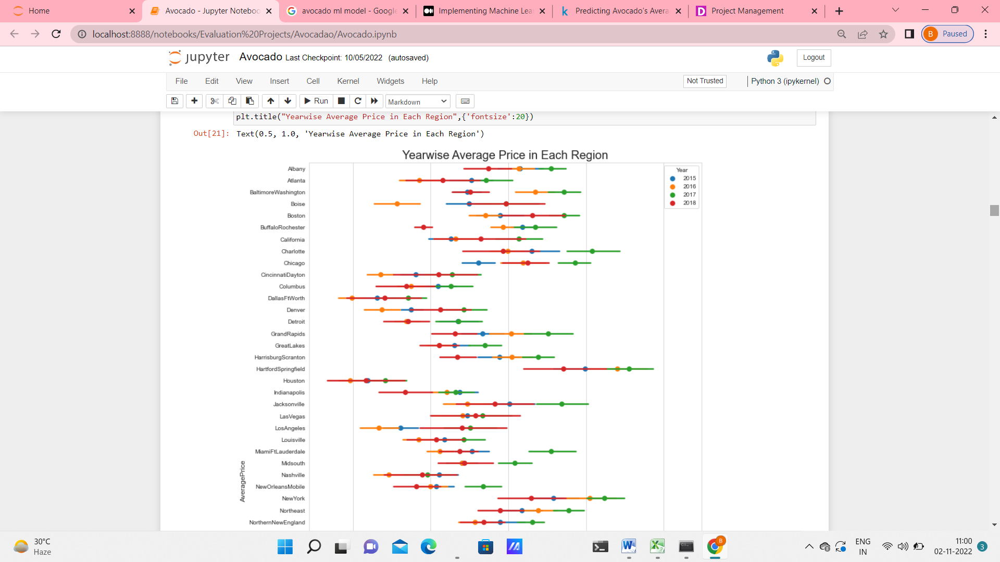 Home
Avocado - Jupyter Noteboo
avocado ml model - Google
Implementing Machine Lea
Predicting Avocado's Avera
Project Management
localhost:8888/notebooks/Evaluation%20Projects/Avocadao/Avocado.ipynb
B Paused
jupyter Avocado Last Checkpoint: 10/05/2022 (autosaved)
Logout
File Edit View Insert Cell Kernel Widgets Help
Not Trusted
Python 3 (ipykernel)
Run
Markdown
plt.title("Yearwise Average Price in Each Region",{'fontsize':20})
Out[21]: Text(0.5, 1.0, 'Yearwise Average Price in Each Region')
Yearwise Average Price in Each Region
Year
2015
2016
2017
2018
Albany
Atlanta
BaltimoreWashington
Boise
Boston
BuffaloRochester
California
Charlotte
Chicago
CincinnatiDayton
Columbus
DallasFtWorth
Denver
Detroit
GrandRapids
GreatLakes
HarrisburgScranton
HartfordSpringfield
Houston
Indianapolis
Jacksonville
LasVegas
LosAngeles
Louisville
MiamiFtLauderdale
Midsouth
Nashville
NewOrleansMobile
NewYork
Northeast
NorthernNewEngland
AveragePrice
30°C
Haze
B
ENG
IN
11:00
02-11-2022
3